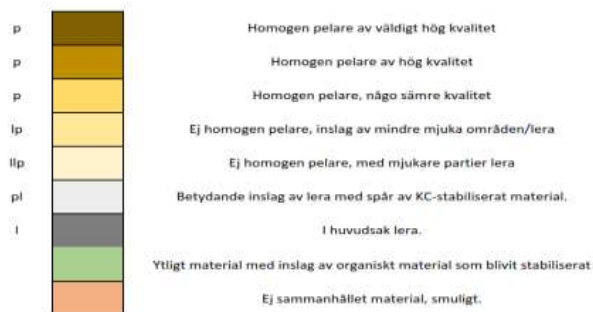 p Homogen pelare av väldigt hög kvalitet
p Homogen pelare av hög kvalitet
p Homogen pelare, någo sämre kvalitet
lp Ej homogen pelare, inslag av mindre mjuka områden/lera
llp Ej homogen pelare, med mjukare partier lera
pl Betydande inslag av lera med spår av KC-stabiliserat material.
l I huvudsak lera.
Ytligt material med inslag av organiskt material som blivit stabiliserat
Ej sammanhållet material, smuligt.